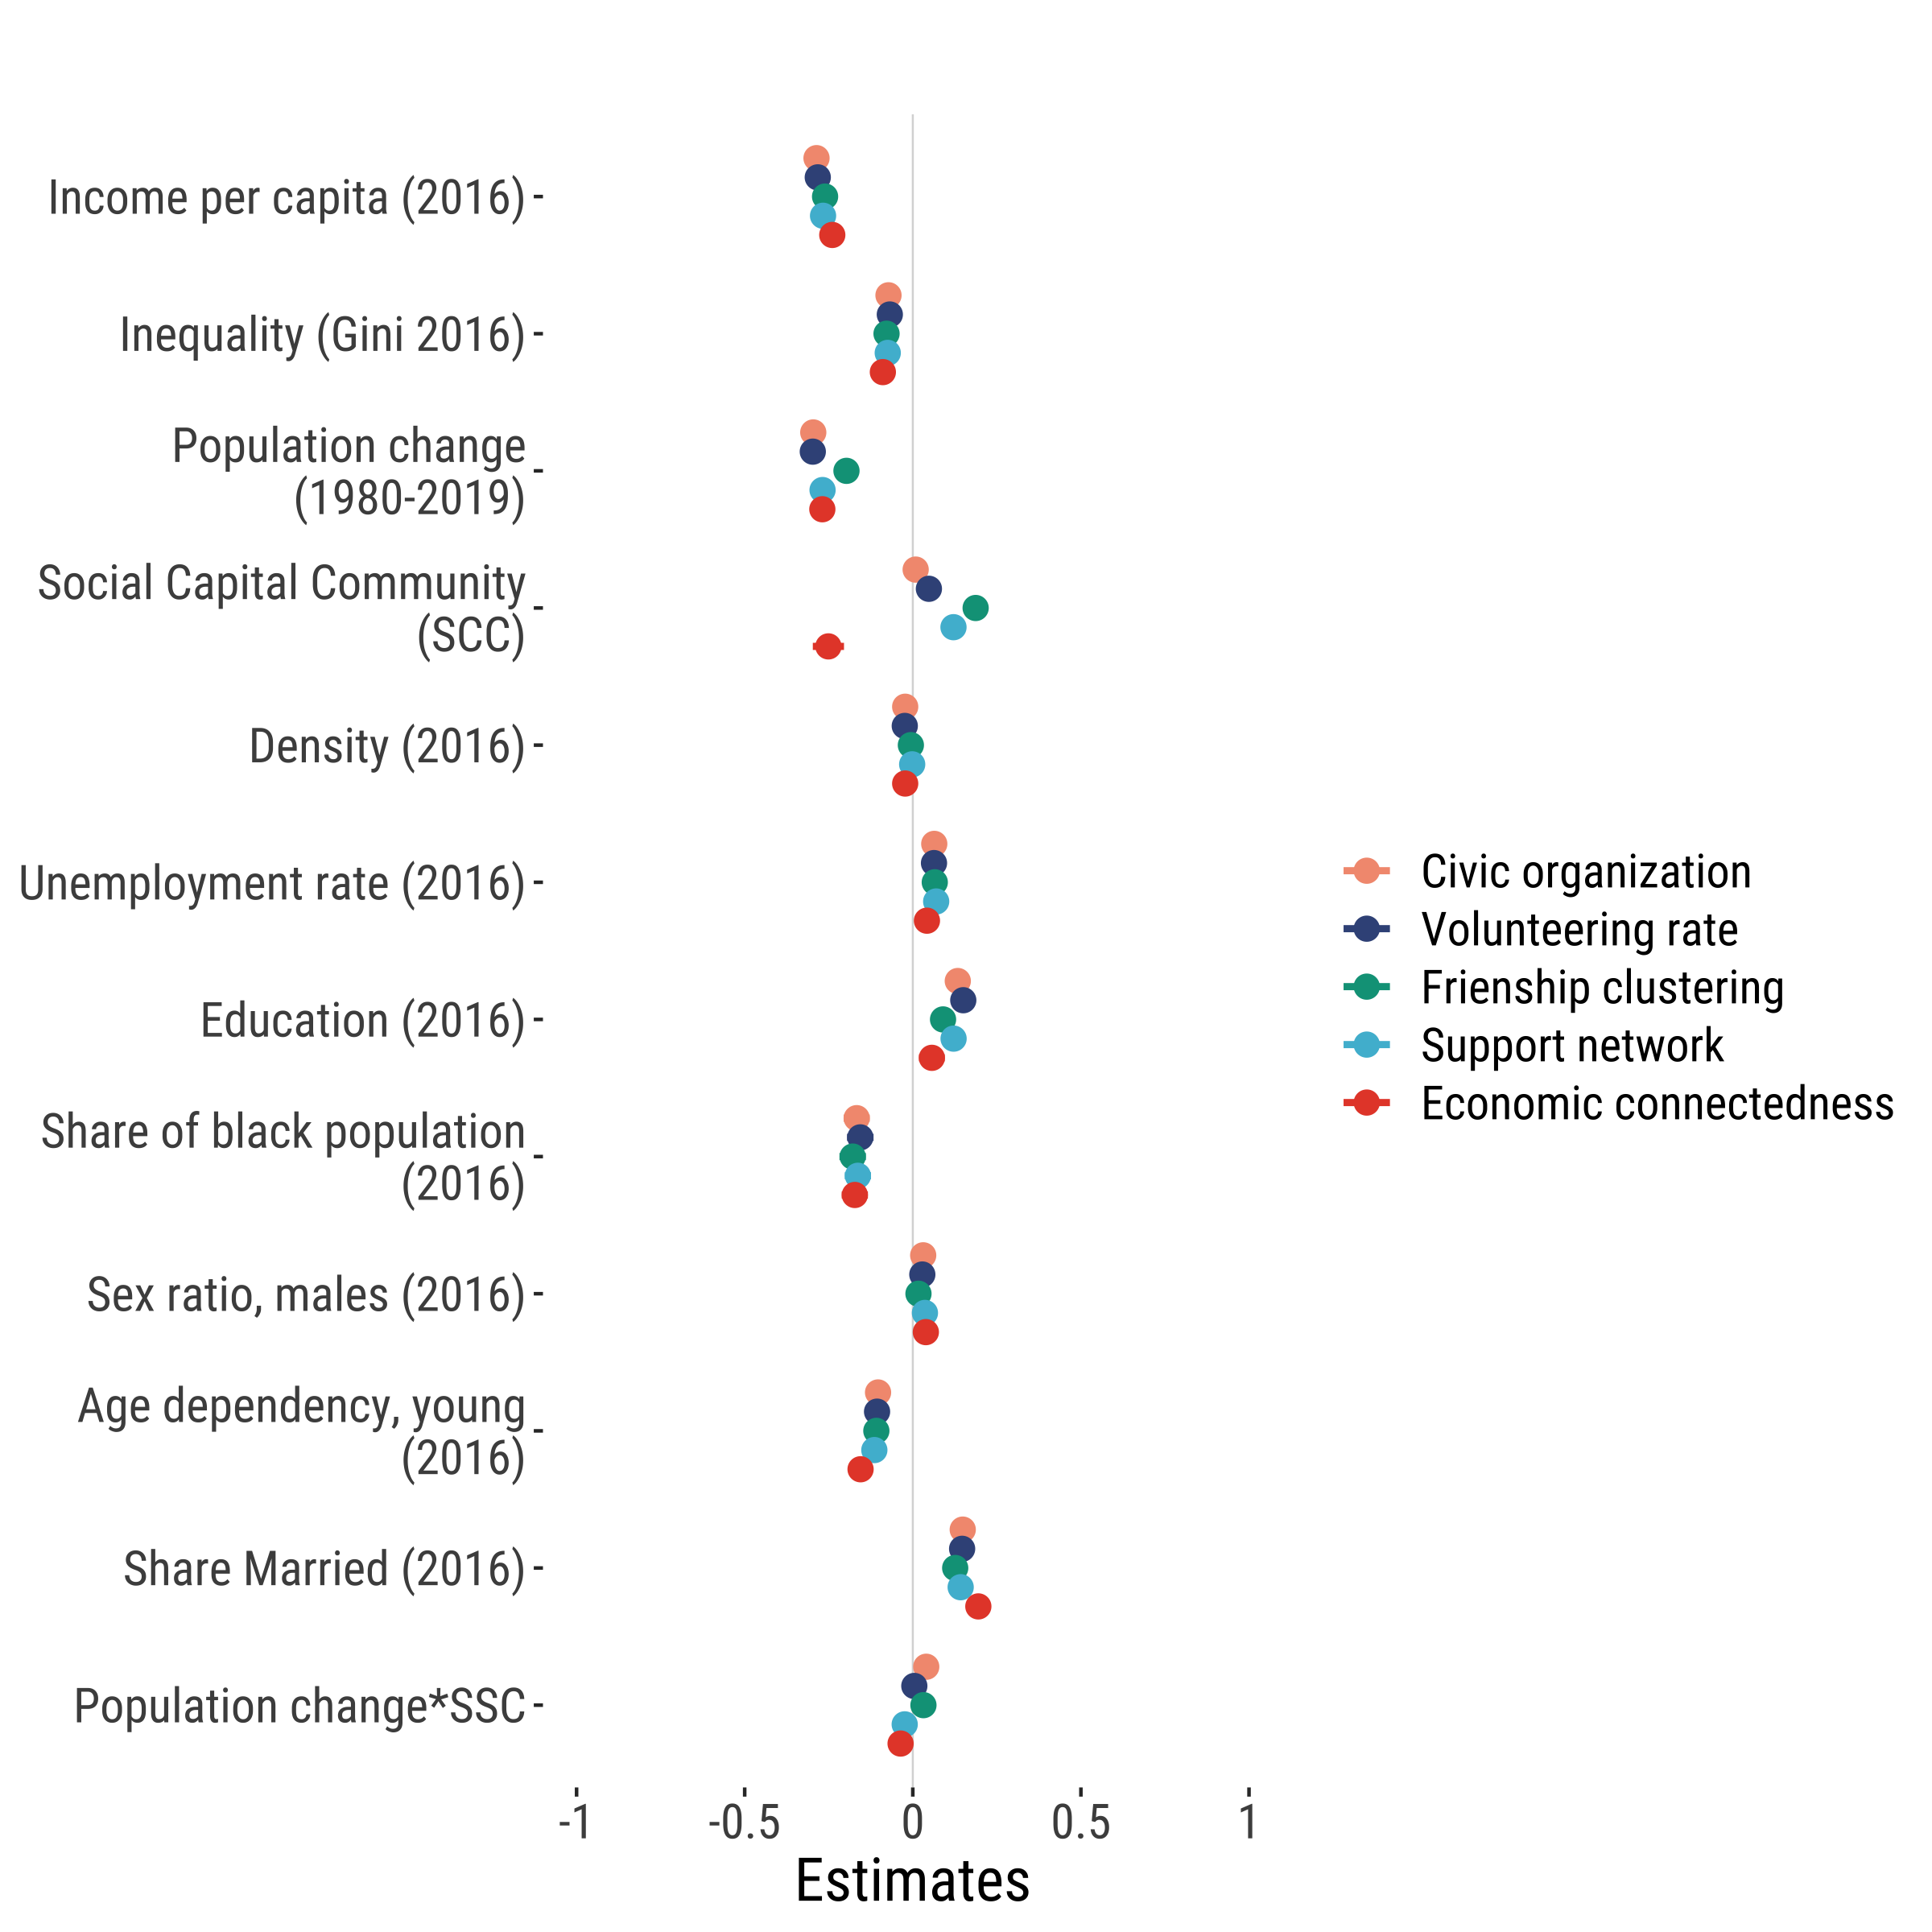 Income per capita (2016)
Inequality (Gini 2016)
Population change
(1980-2019)
Social Capital Community
(SCC)
Density (2016)
Unemployment rate (2016)
Education (2016)
Share of black population
(2016)
Sex ratio, males (2016)
Age dependency, young
(2016)
Share Married (2016)
Population change*SSC
-1
-0.5
0
0.5
1
Estimates
Civic organization
Volunteering rate
Frienship clustering
Support network
Economic connectedness